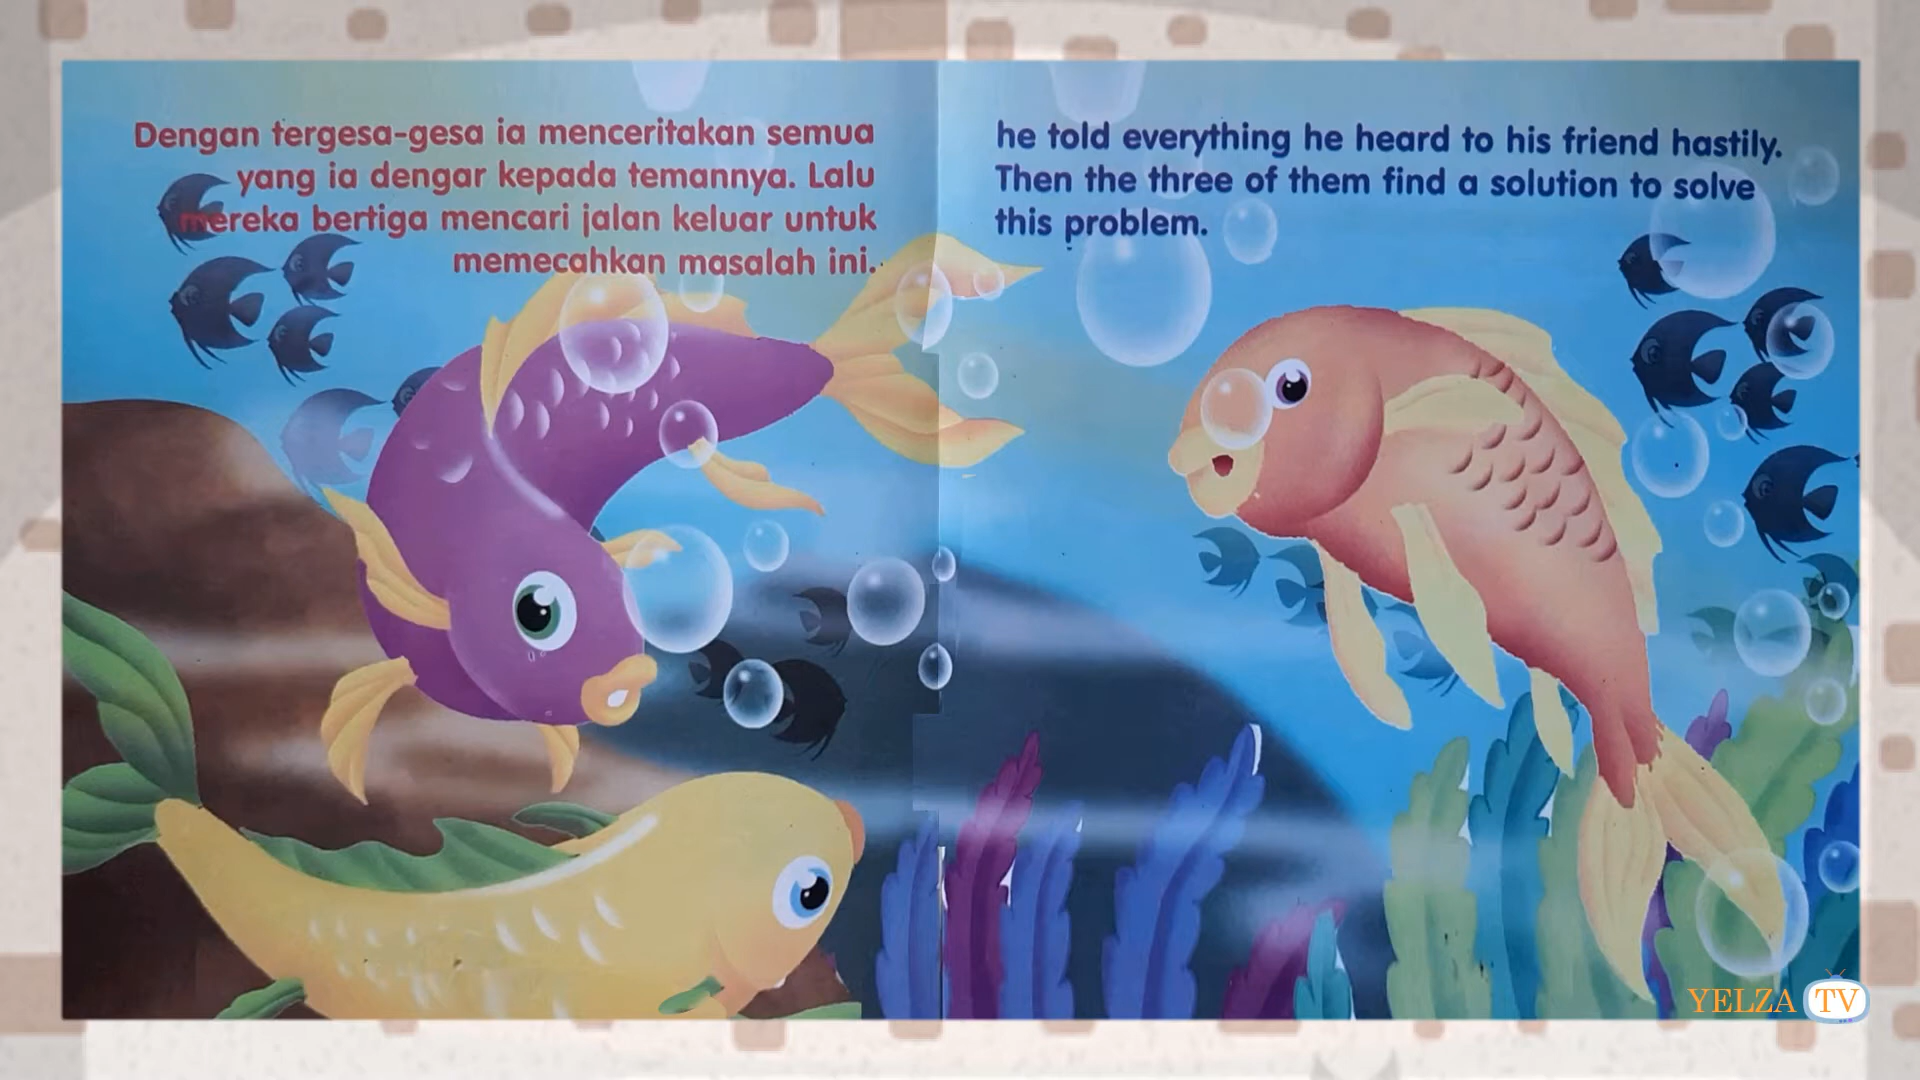 Dengan tergesa-gesa ia menceritakan semua
yang ia dengar kepada temannya. Lalu
mereka bertiga mencari jalan keluar untuk
memecahkan masalah ini.
he told everything he heard to his friend hastily.
Then the three of them find a solution to solve
this problem.
YELZA TV